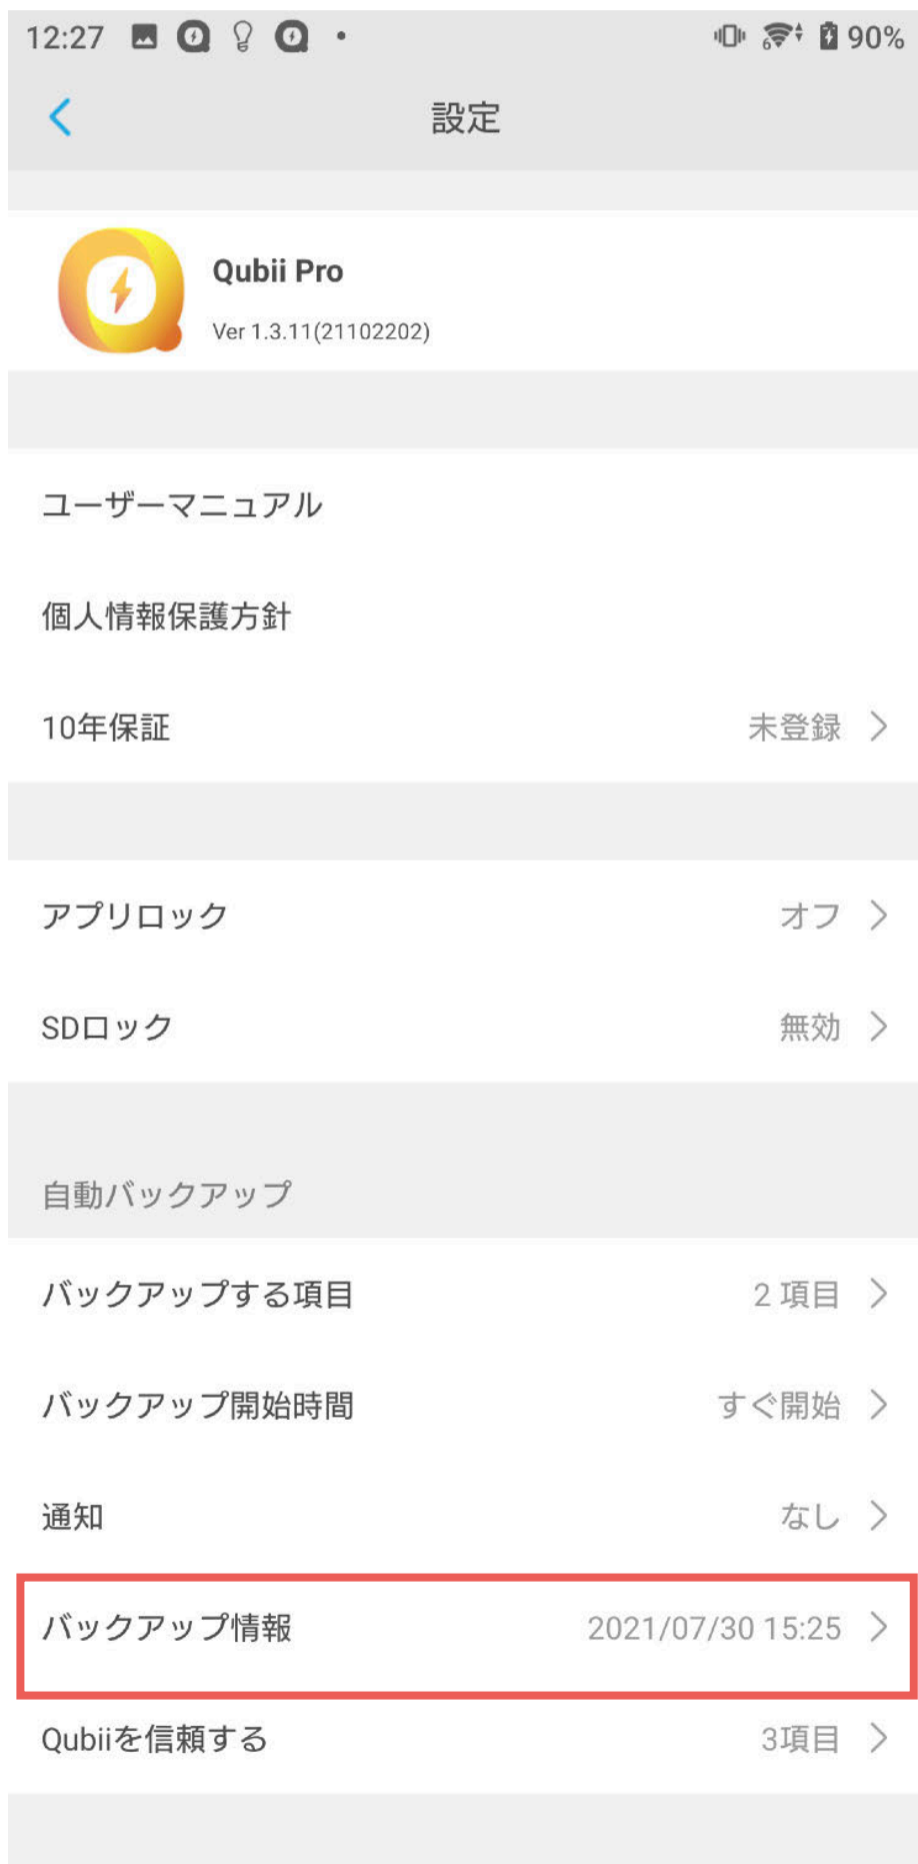 12:27 90%
設定
Qubii Pro
Ver 1.3.11(21102202)
ユーザーマニュアル
個人情報保護方針
10年保証 未登録
アプリロック オフ
SDロック 無効
自動バックアップ
バックアップする項目 2 項目
バックアップ開始時間 すぐ開始
通知 なし
バックアップ情報 2021/07/30 15:25
Qubiiを信頼する 3項目